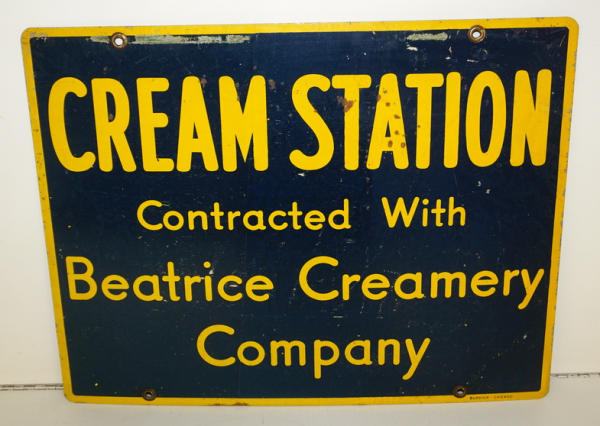 CREAM STATION
Contracted With
Beatrice Creamery
Company